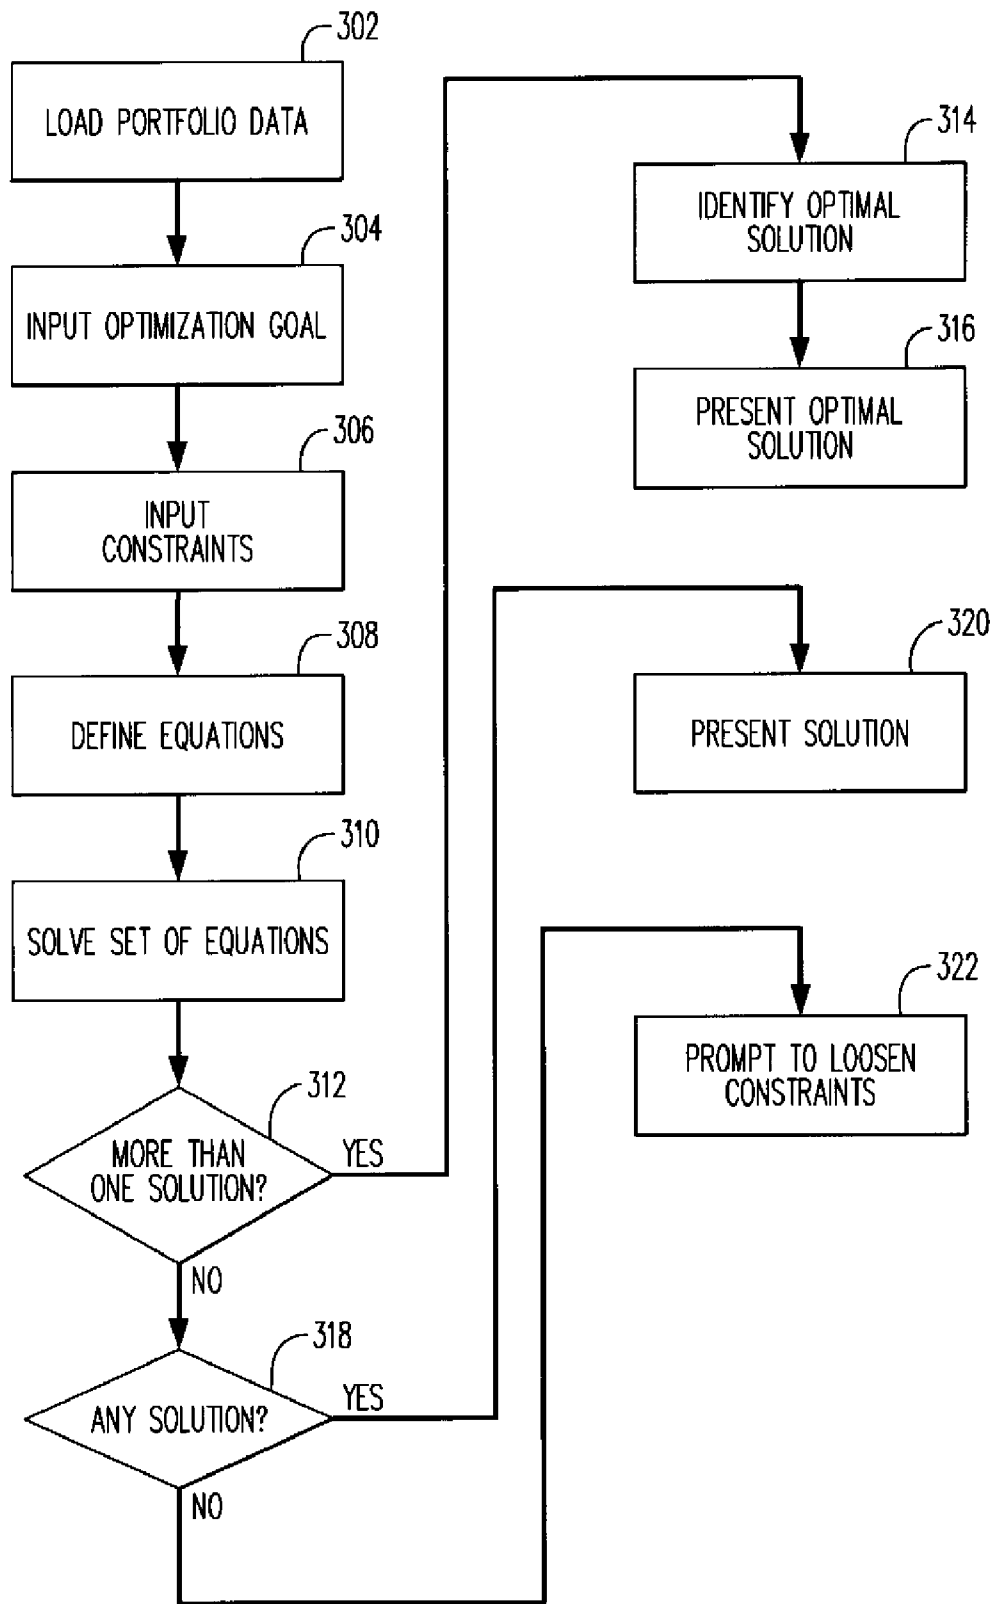 302
LOAD PORTFOLIO DATA
304
INPUT OPTIMIZATION GOAL
306
INPUT
CONSTRAINTS
308
DEFINE EQUATIONS
310
SOLVE SET OF EQUATIONS
312
MORE THAN
ONE SOLUTION?
YES
NO
318
ANY SOLUTION?
YES
NO
314
IDENTIFY OPTIMAL
SOLUTION
316
PRESENT OPTIMAL
SOLUTION
320
PRESENT SOLUTION
322
PROMPT TO LOOSEN
CONSTRAINTS